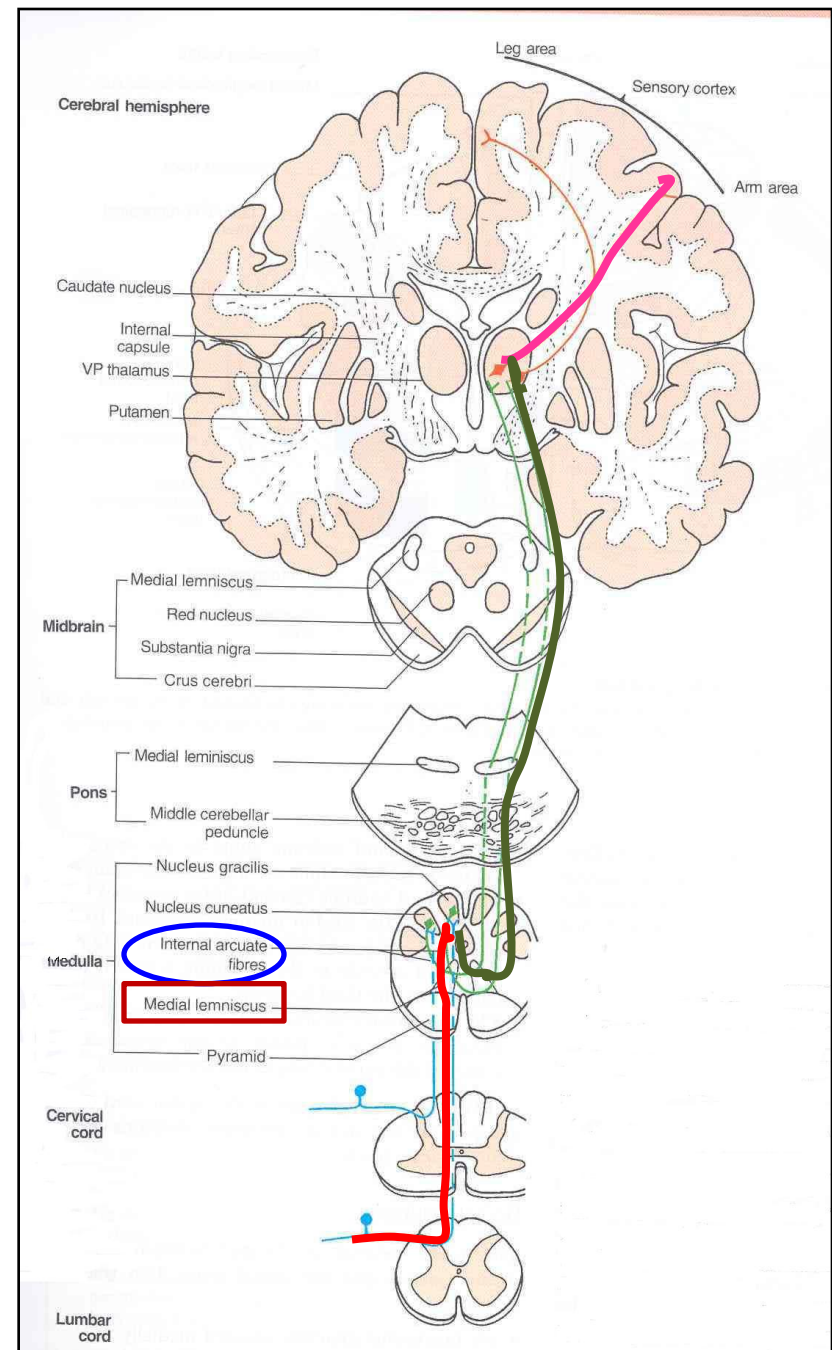 Leg area
Sensory cortex
Cerebral hemisphere
Arm area
Caudate nucleus
Internal
capsule
VP thalamus
Putamen
Medial lemniscus
Red nucleus
Midbrain
Substantia nigra
Crus cerebri
Medial leminiscus
Pons
Middle cerebellar
peduncle
Nucleus gracilis
Nucleus cuneatus
Internal arcuate
fibres
Medulla
Medial lemniscus
Pyramid
Cervical
cord
Lumbar
cord